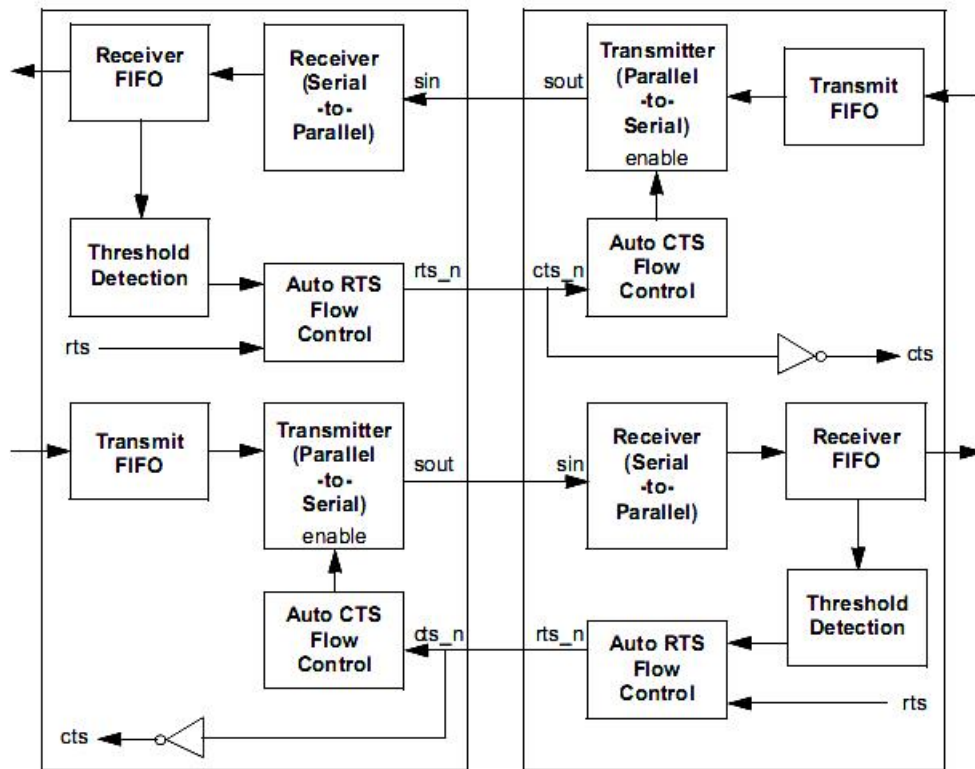 Receiver
FIFO
Receiver
(Serial
-to-
Parallel)
sin
sout
Transmitter
(Parallel
-to-
Serial)
enable
Transmit
FIFO
Threshold
Detection
Auto RTS
Flow
Control
rts_n
cts_n
Auto CTS
Flow
Control
rts
cts
Transmit
FIFO
Transmitter
(Parallel
-to-
Serial)
enable
sout
sin
Receiver
(Serial
-to-
Parallel)
Receiver
FIFO
Auto CTS
Flow
Control
cts_n
rts_n
Auto RTS
Flow
Control
Threshold
Detection
rts
cts